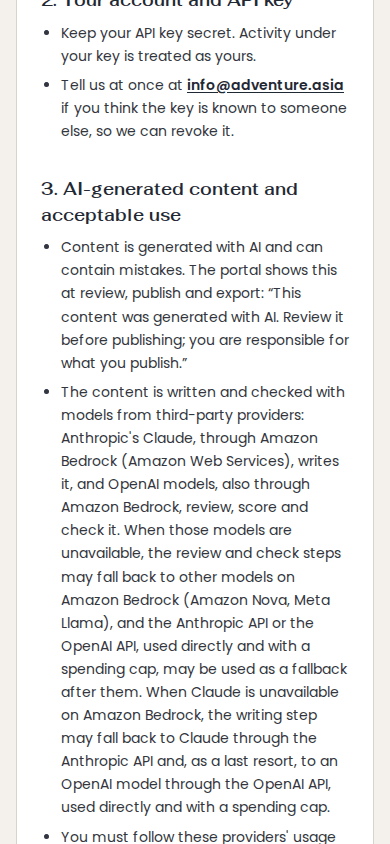 2. Your account and API key
Keep your API key secret. Activity under
your key is treated as yours.
Tell us at once at info@adventure.asia
if you think the key is known to someone
else, so we can revoke it.
3. AI-generated content and
acceptable use
Content is generated with AI and can
contain mistakes. The portal shows this
at review, publish and export: “This
content was generated with AI. Review it
before publishing; you are responsible for
what you publish.”
The content is written and checked with
models from third-party providers:
Anthropic's Claude, through Amazon
Bedrock (Amazon Web Services), writes
it, and OpenAI models, also through
Amazon Bedrock, review, score and
check it. When those models are
unavailable, the review and check steps
may fall back to other models on
Amazon Bedrock (Amazon Nova, Meta
Llama), and the Anthropic API or the
OpenAI API, used directly and with a
spending cap, may be used as a fallback
after them. When Claude is unavailable
on Amazon Bedrock, the writing step
may fall back to Claude through the
Anthropic API and, as a last resort, to an
OpenAI model through the OpenAI API,
used directly and with a spending cap.
You must follow these providers' usage